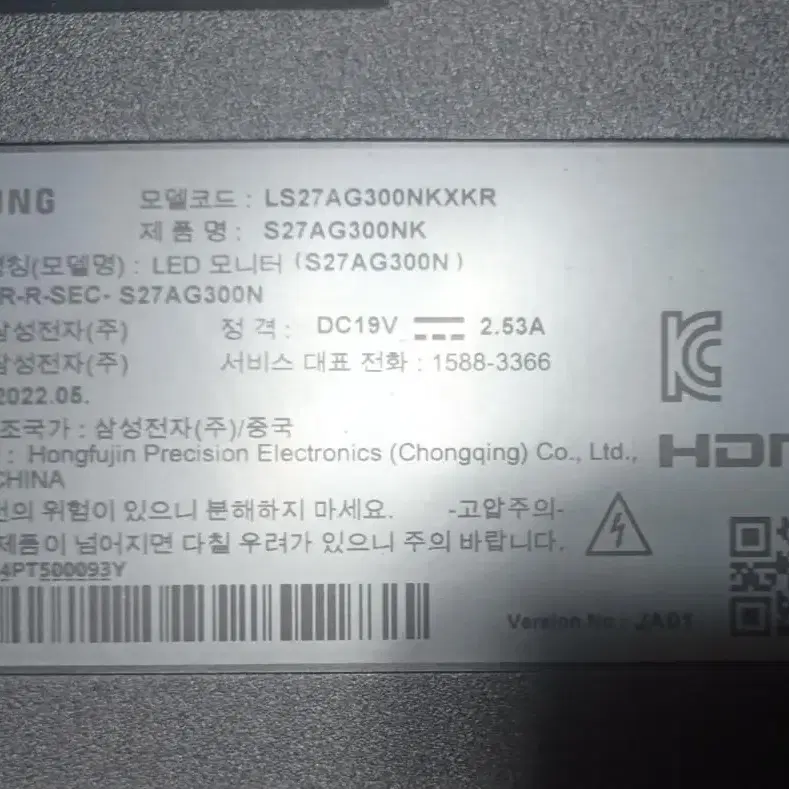 UNG
모델코드 : LS27AG300NKXKR
제 품 명 : S27AG300NK
명칭(모델명) : LED 모니터 (S27AG300N)
R-R-SEC- S27AG300N
삼성전자(주) 정 격 : DC19V 2.53A
삼성전자(주) 서비스 대표 전화 : 1588-3366
2022.05.
조국가 : 삼성전자(주)/중국
: Hongfujin Precision Electronics (Chongqing) Co., Ltd.,
CHINA
전의 위험이 있으니 분해하지 마세요. -고압주의-
제품이 넘어지면 다칠 우려가 있으니 주의 바랍니다.
4PT500093Y
Version No : JA01
KC
HDM